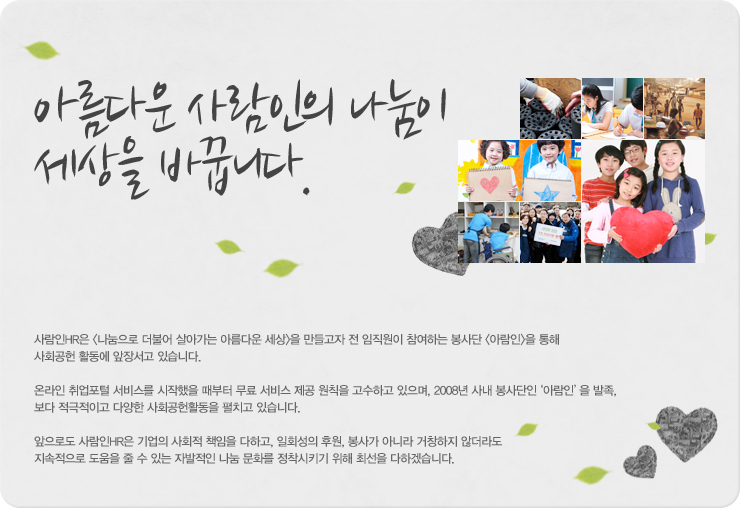 아름다운 사람인의 나눔이
세상을 바꿉니다.
사람인HR은 <나눔으로 더불어 살아가는 아름다운 세상>을 만들고자 전 임직원이 참여하는 봉사단 <아람인>을 통해
사회공헌 활동에 앞장서고 있습니다.
온라인 취업포털 서비스를 시작했을 때부터 무료 서비스 제공 원칙을 고수하고 있으며, 2008년 사내 봉사단인 '아람인' 을 발족,
보다 적극적이고 다양한 사회공헌활동을 펼치고 있습니다.
앞으로도 사람인HR은 기업의 사회적 책임을 다하고, 일회성의 후원, 봉사가 아니라 거창하지 않더라도
지속적으로 도움을 줄 수 있는 자발적인 나눔 문화를 정착시키기 위해 최선을 다하겠습니다.